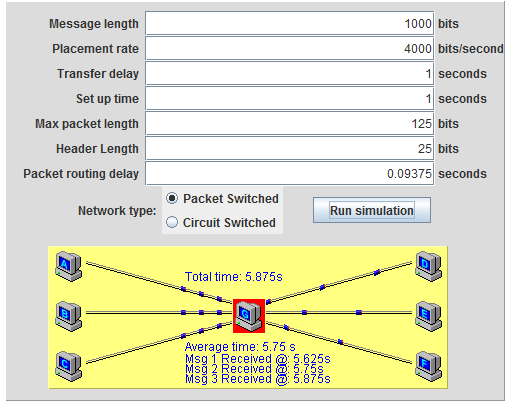 Message length 1000 bits
Placement rate 4000 bits/second
Transfer delay 1 seconds
Set up time 1 seconds
Max packet length 125 bits
Header Length 25 bits
Packet routing delay 0.09375 seconds
Network type: Packet Switched
Circuit Switched
Run simulation
A
D
Total time: 5.875s
B
G
E
C
F
Average time: 5.75 s
Msg 1 Received @: 5.625s
Msg 2 Received @: 5.75s
Msg 3 Received @: 5.875s